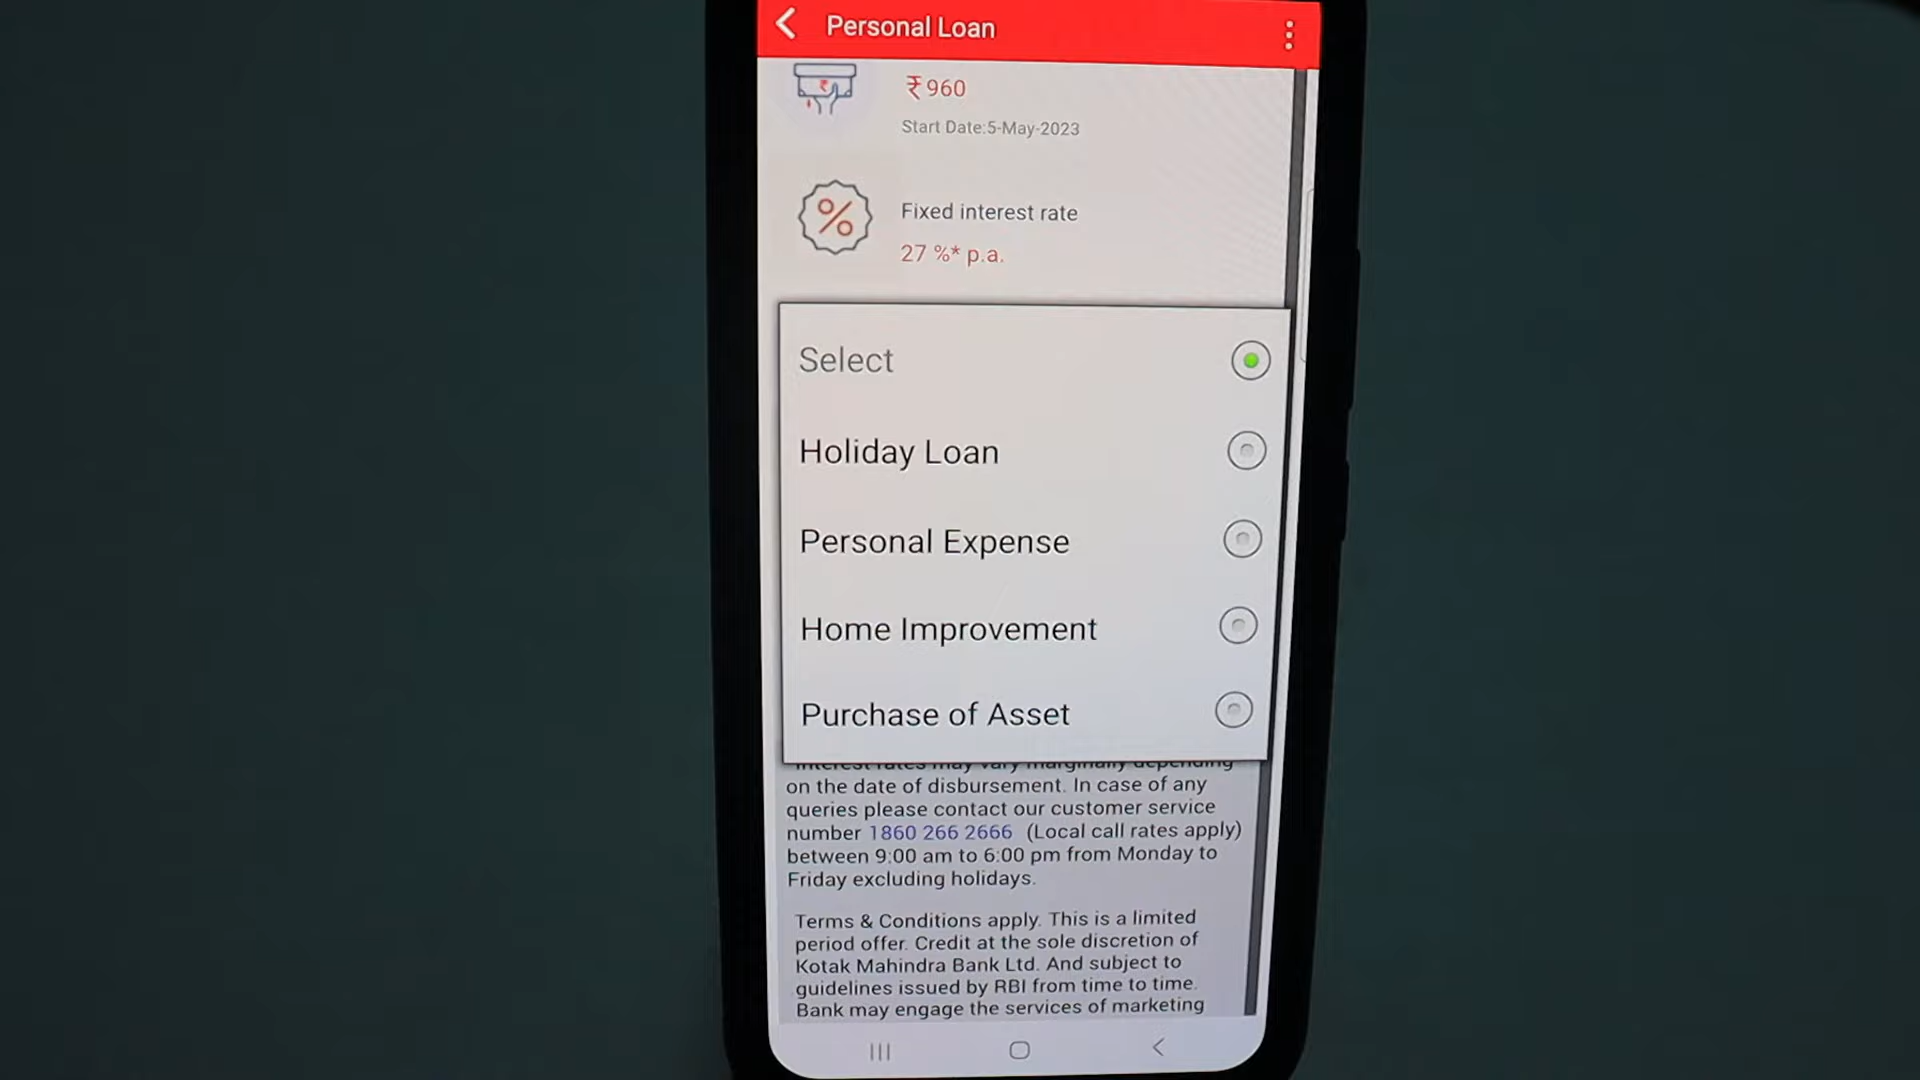 Personal Loan
₹960
Start Date:5-May-2023
Fixed interest rate
27 %* p.a.
Select
Holiday Loan
Personal Expense
Home Improvement
Purchase of Asset
interest rates may vary marginally depending
on the date of disbursement. In case of any
queries please contact our customer service
number 1860 266 2666 (Local call rates apply)
between 9:00 am to 6:00 pm from Monday to
Friday excluding holidays.
Terms & Conditions apply. This is a limited
period offer. Credit at the sole discretion of
Kotak Mahindra Bank Ltd. And subject to
guidelines issued by RBI from time to time.
Bank may engage the services of marketing